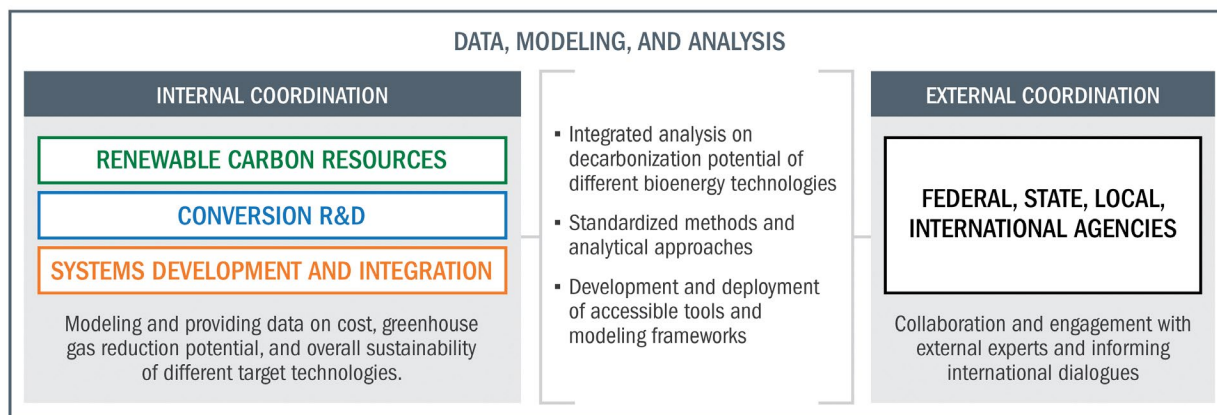 DATA, MODELING, AND ANALYSIS
INTERNAL COORDINATION
RENEWABLE CARBON RESOURCES
CONVERSION R&D
SYSTEMS DEVELOPMENT AND INTEGRATION
Modeling and providing data on cost, greenhouse
gas reduction potential, and overall sustainability
of different target technologies.
▪ Integrated analysis on
decarbonization potential of
different bioenergy technologies
▪ Standardized methods and
analytical approaches
▪ Development and deployment
of accessible tools and
modeling frameworks
EXTERNAL COORDINATION
FEDERAL, STATE, LOCAL,
INTERNATIONAL AGENCIES
Collaboration and engagement with
external experts and informing
international dialogues